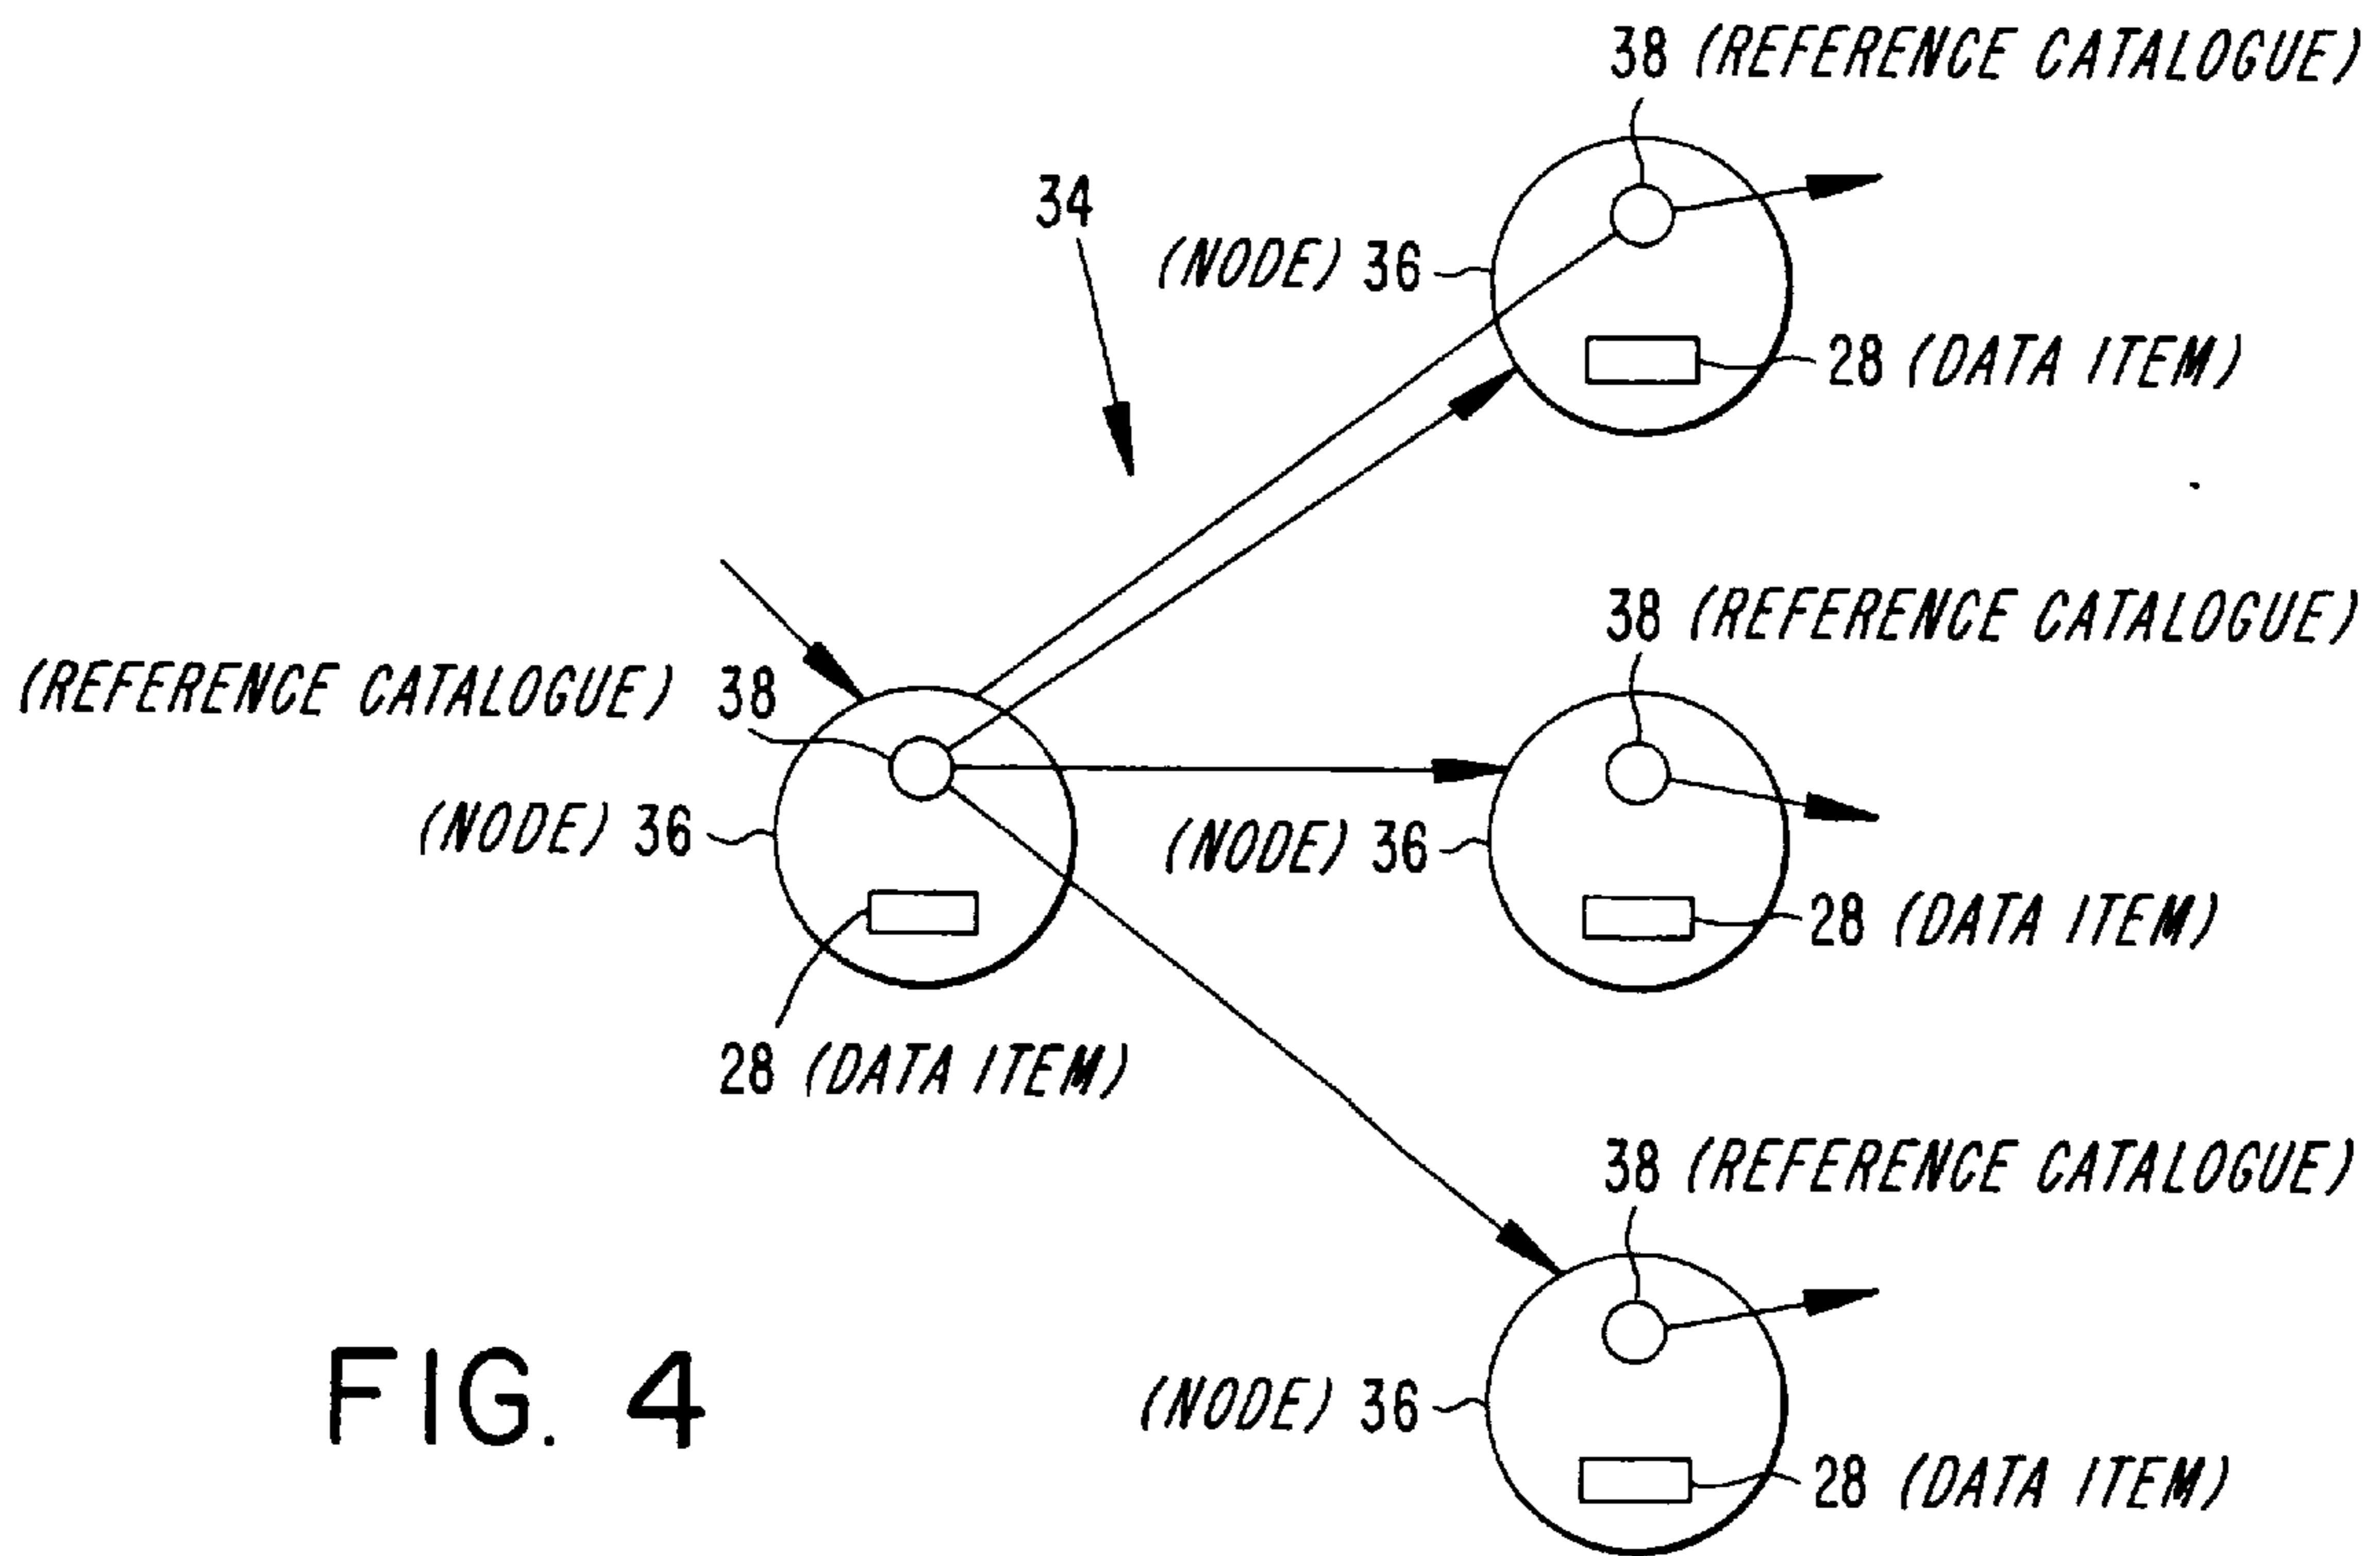 38 (REFERENCE CATALOGUE)
34
(NODE) 36
28 (DATA ITEM)
38 (REFERENCE CATALOGUE)
(REFERENCE CATALOGUE) 38
(NODE) 36
(NODE) 36
28 (DATA ITEM)
28 (DATA ITEM)
38 (REFERENCE CATALOGUE)
(NODE) 36
28 (DATA ITEM)
FIG. 4